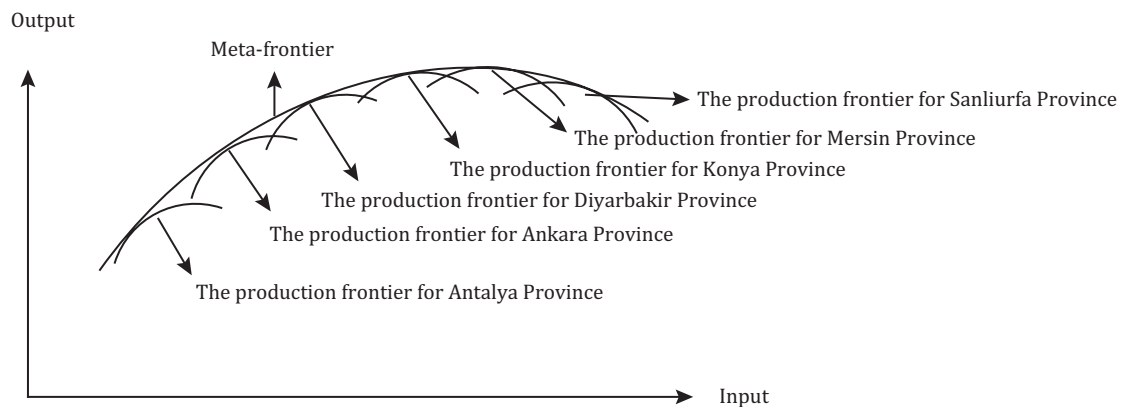 Output
Meta-frontier
The production frontier for Sanliurfa Province
The production frontier for Mersin Province
The production frontier for Konya Province
The production frontier for Diyarbakir Province
The production frontier for Ankara Province
The production frontier for Antalya Province
Input